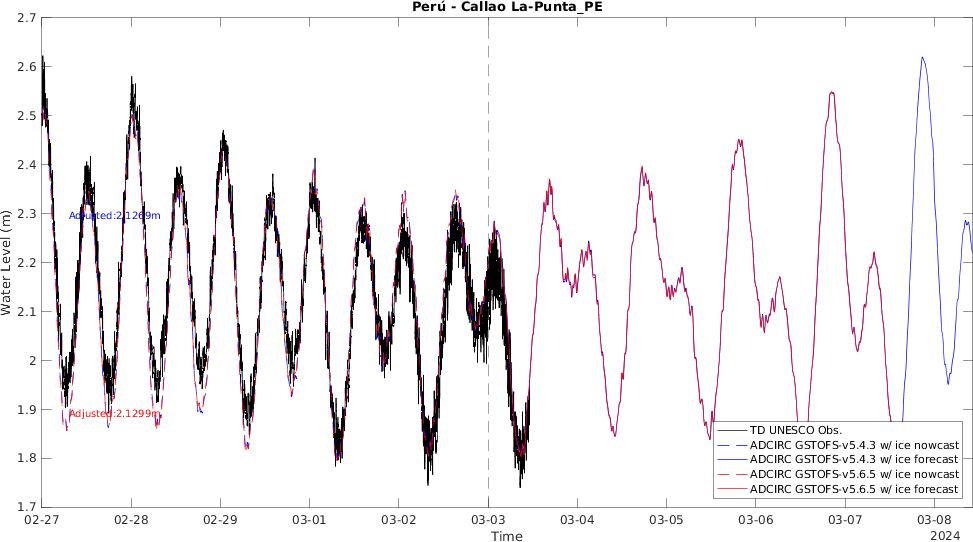 Perú - Callao La-Punta_PE
2.7
2.6
2.5
2.4
2.3
2.2
2.1
2
1.9
1.8
1.7
Water Level (m)
Adjusted:2.1269m
Adjusted:2.1299m
TD UNESCO Obs.
ADCIRC GSTOFS-v5.4.3 w/ ice nowcast
ADCIRC GSTOFS-v5.4.3 w/ ice forecast
ADCIRC GSTOFS-v5.6.5 w/ ice nowcast
ADCIRC GSTOFS-v5.6.5 w/ ice forecast
02-27 02-28 02-29 03-01 03-02 03-03 03-04 03-05 03-06 03-07 03-08
Time
2024